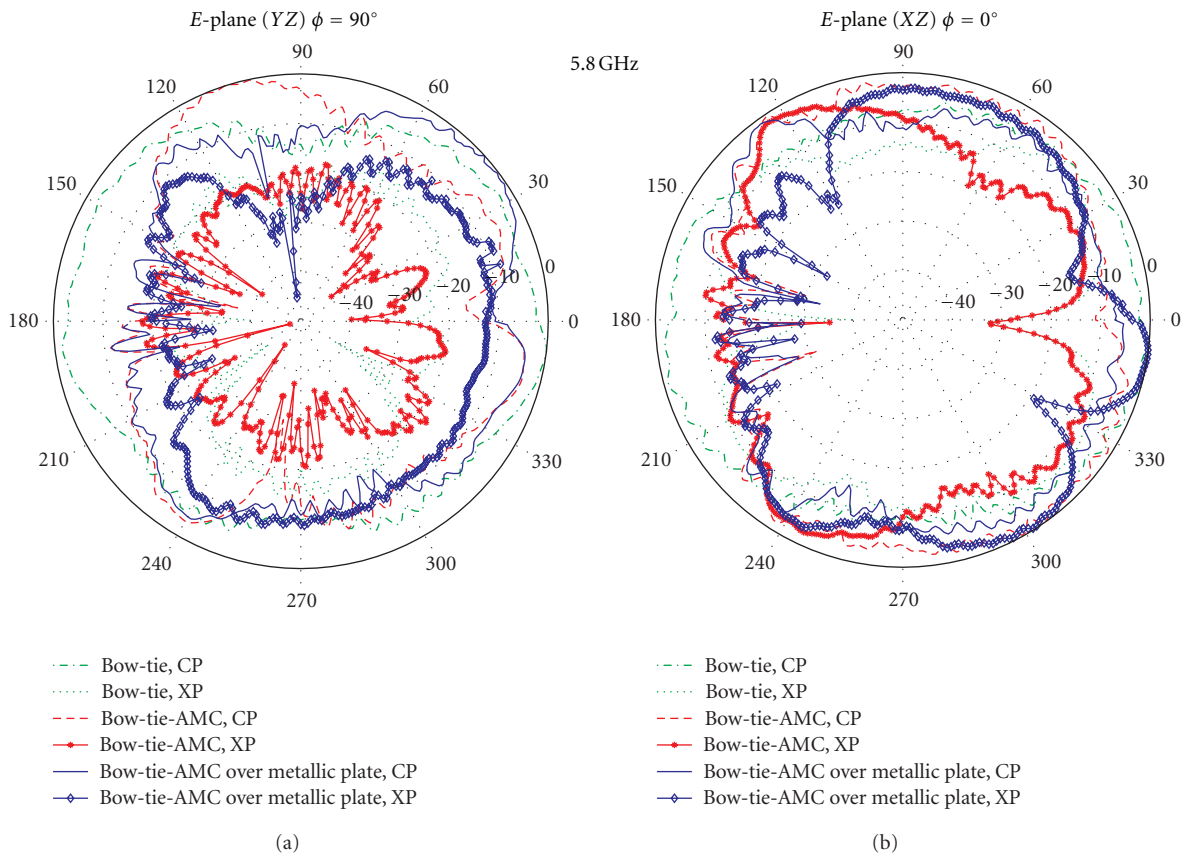 E-plane (YZ) ϕ = 90°
E-plane (XZ) ϕ = 0°
5.8 GHz
90
120
60
150
30
0
−10
−20
−30
−40
180
0
210
330
240
300
270
90
120
60
150
30
0
−10
−20
−30
−40
180
0
210
330
240
300
270
Bow-tie, CP
Bow-tie, XP
Bow-tie-AMC, CP
Bow-tie-AMC, XP
Bow-tie-AMC over metallic plate, CP
Bow-tie-AMC over metallic plate, XP
(a)
Bow-tie, CP
Bow-tie, XP
Bow-tie-AMC, CP
Bow-tie-AMC, XP
Bow-tie-AMC over metallic plate, CP
Bow-tie-AMC over metallic plate, XP
(b)